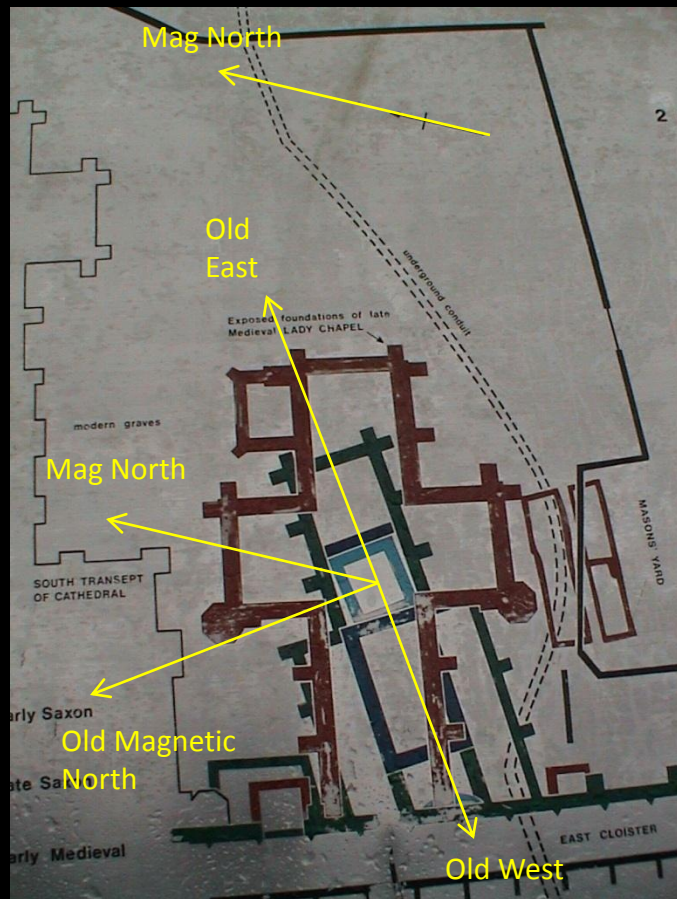 Mag North
2
Old
East
underground conduit
Exposed foundations of late
Medieval LADY CHAPEL
modern graves
Mag North
MASONS' YARD
SOUTH TRANSEPT
OF CATHEDRAL
arly Saxon
Old Magnetic
North
ate Saxon
EAST CLOISTER
arly Medieval
Old West